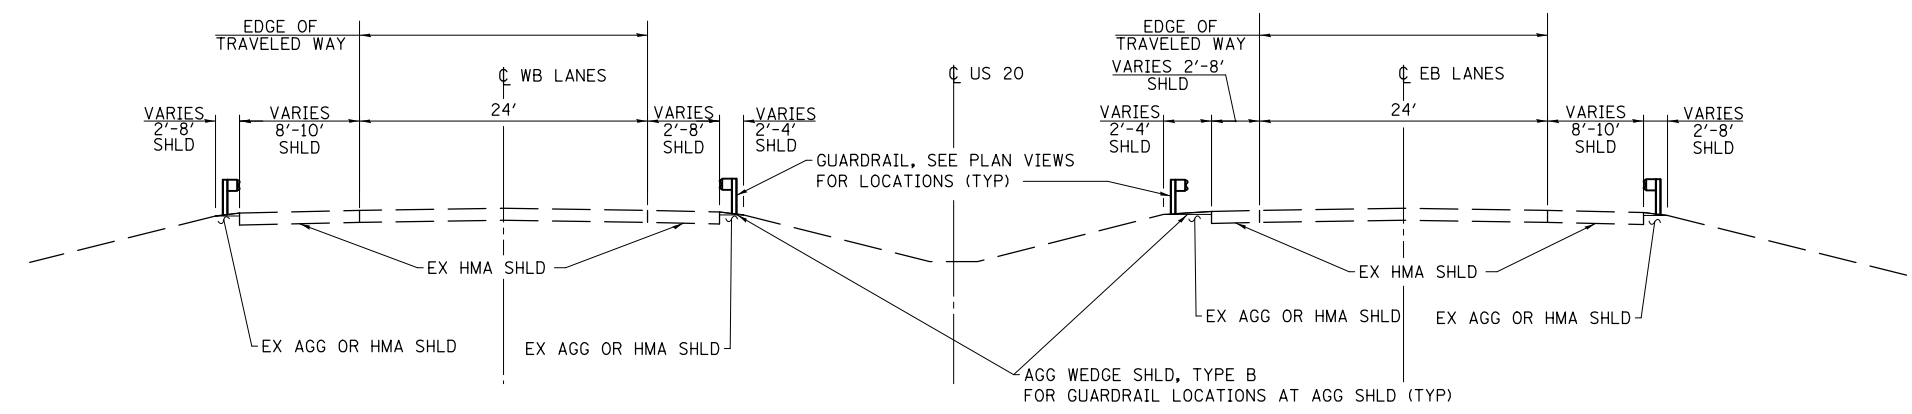 EDGE OF
TRAVELED WAY
℄ WB LANES
℄ US 20
EDGE OF
TRAVELED WAY
℄ EB LANES
VARIES
2'-8'
SHLD
VARIES
8'-10'
SHLD
24'
VARIES
2'-8'
SHLD
VARIES
2'-4'
SHLD
VARIES 2'-8'
SHLD
VARIES
2'-4'
SHLD
24'
VARIES
8'-10'
SHLD
VARIES
2'-8'
SHLD
GUARDRAIL, SEE PLAN VIEWS
FOR LOCATIONS (TYP)
EX HMA SHLD
EX HMA SHLD
EX AGG OR HMA SHLD
EX AGG OR HMA SHLD
EX AGG OR HMA SHLD
EX AGG OR HMA SHLD
AGG WEDGE SHLD, TYPE B
FOR GUARDRAIL LOCATIONS AT AGG SHLD (TYP)